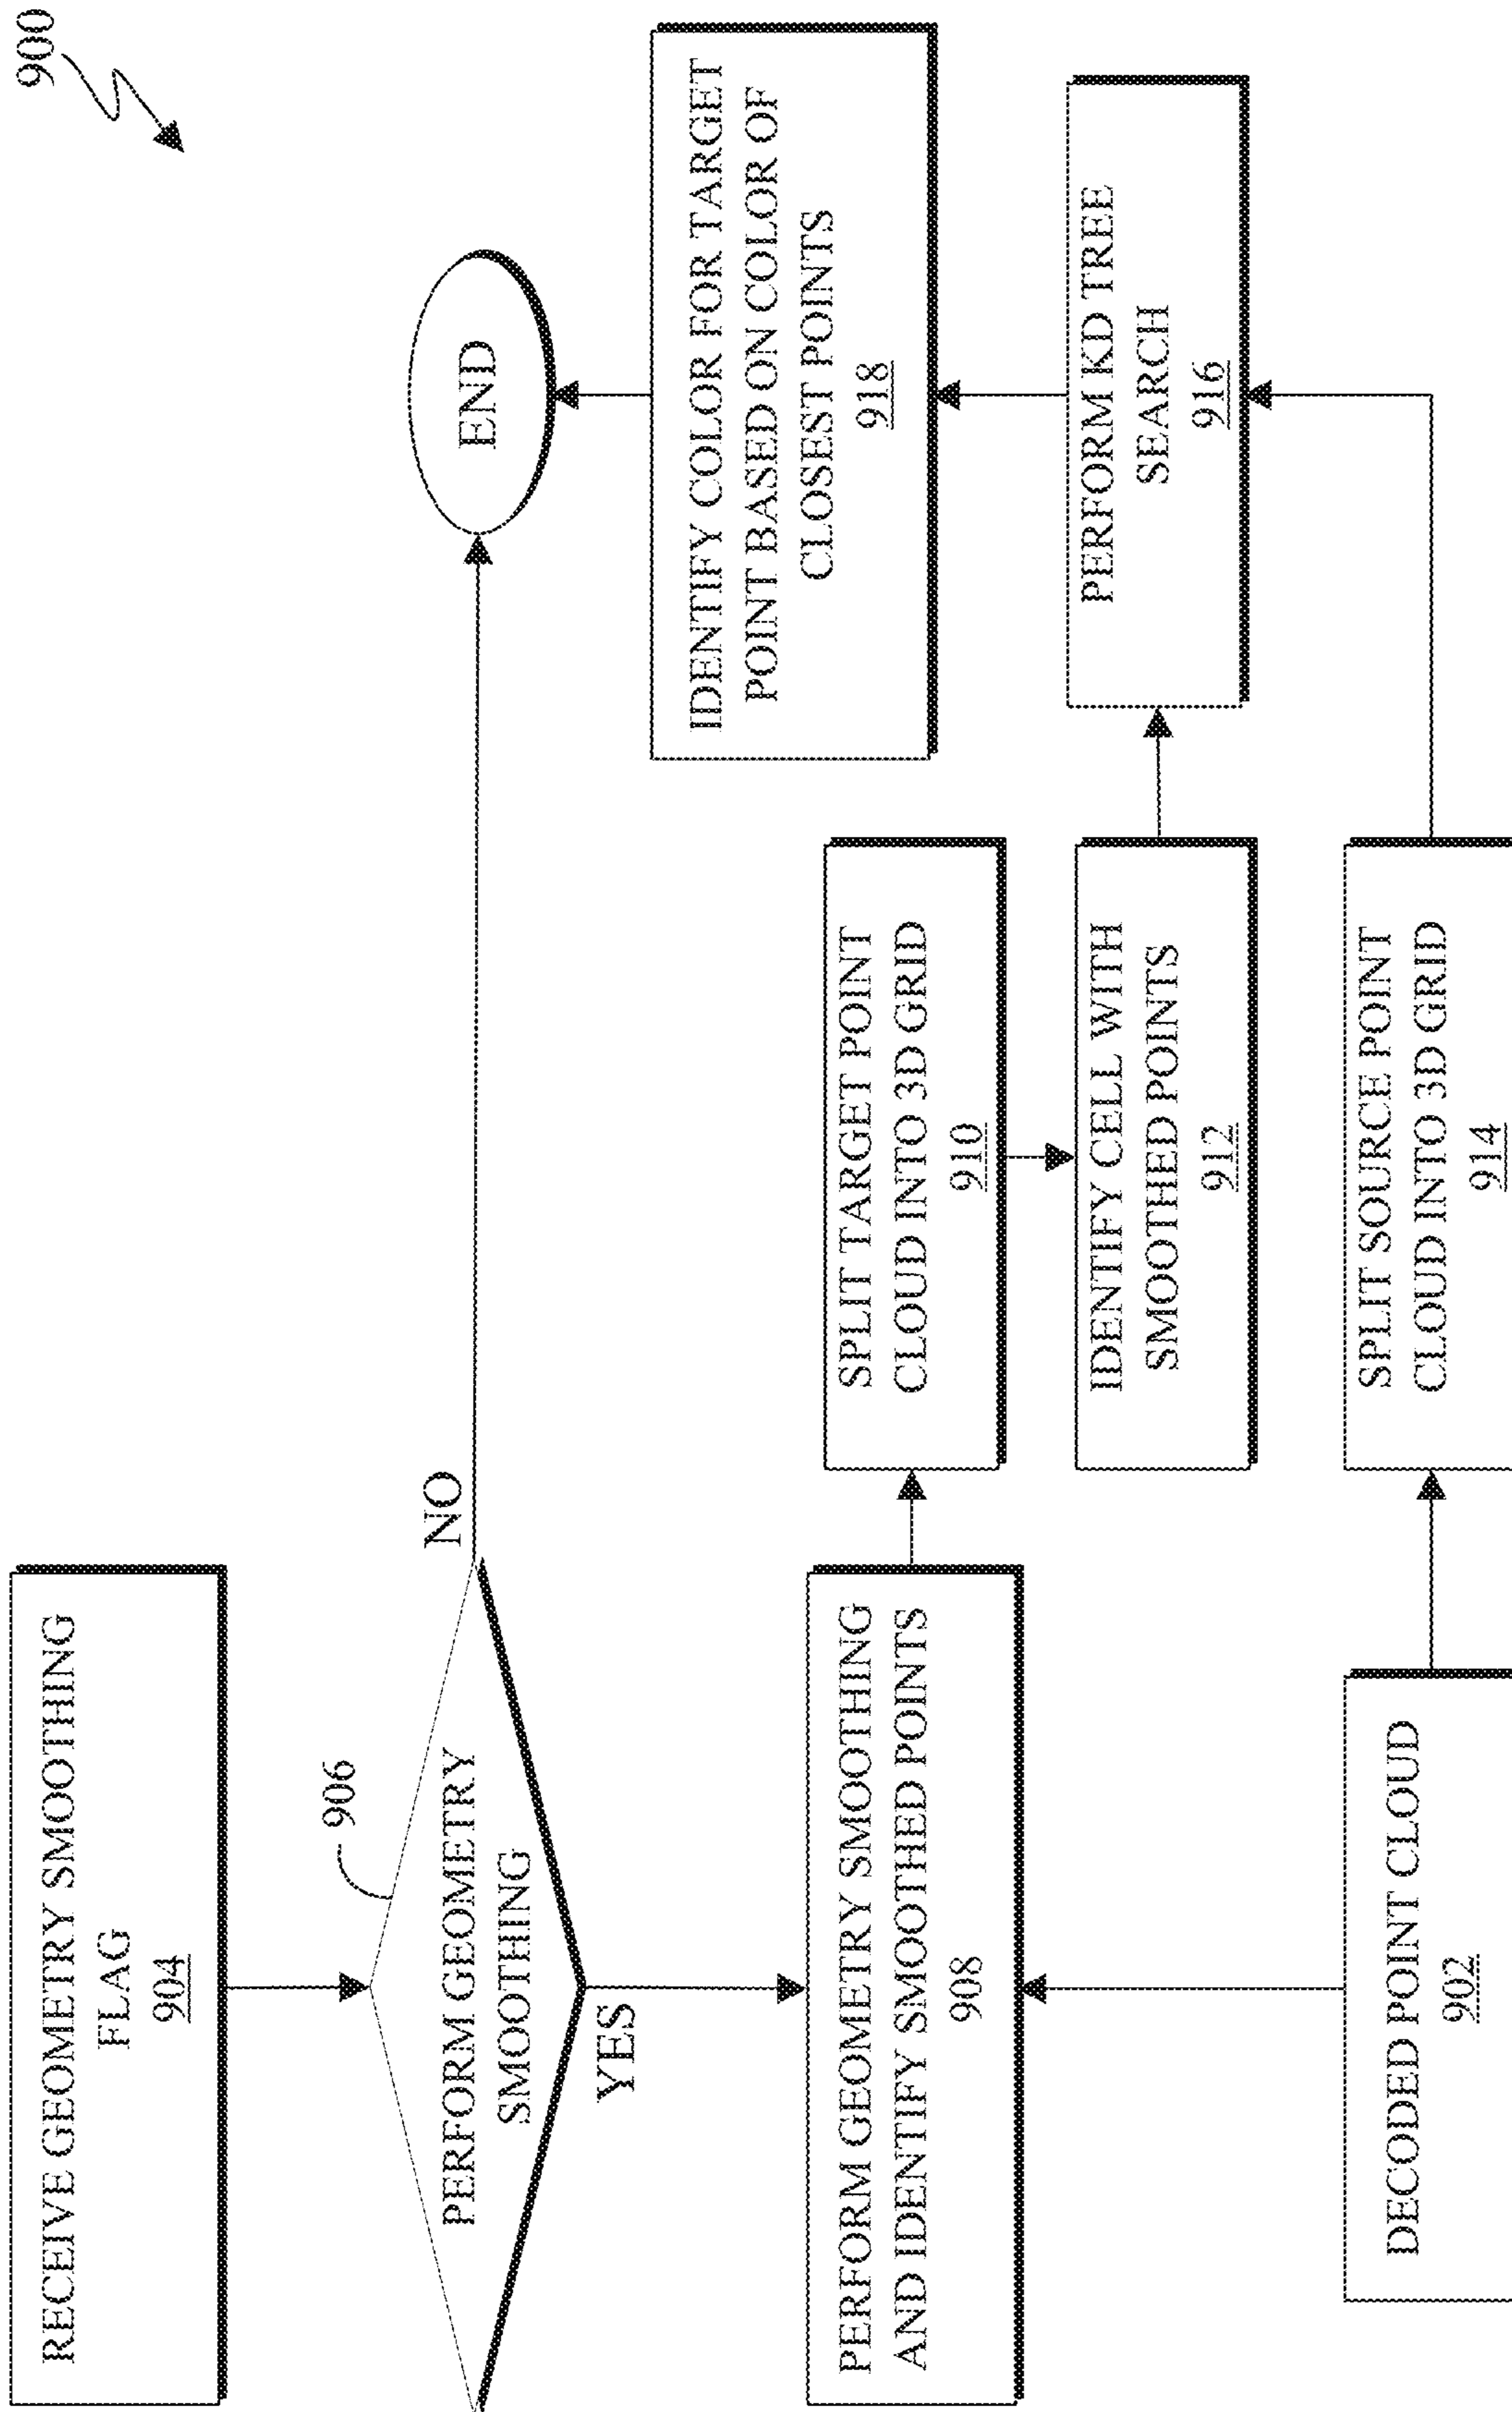 900
RECEIVE GEOMETRY SMOOTHING
FLAG
904
906
PERFORM GEOMETRY
SMOOTHING
NO
YES
END
PERFORM GEOMETRY SMOOTHING
AND IDENTIFY SMOOTHED POINTS
908
DECODED POINT CLOUD
902
SPLIT TARGET POINT
CLOUD INTO 3D GRID
910
IDENTIFY CELL WITH
SMOOTHED POINTS
912
SPLIT SOURCE POINT
CLOUD INTO 3D GRID
914
IDENTIFY COLOR FOR TARGET
POINT BASED ON COLOR OF
CLOSEST POINTS
918
PERFORM KD TREE
SEARCH
916